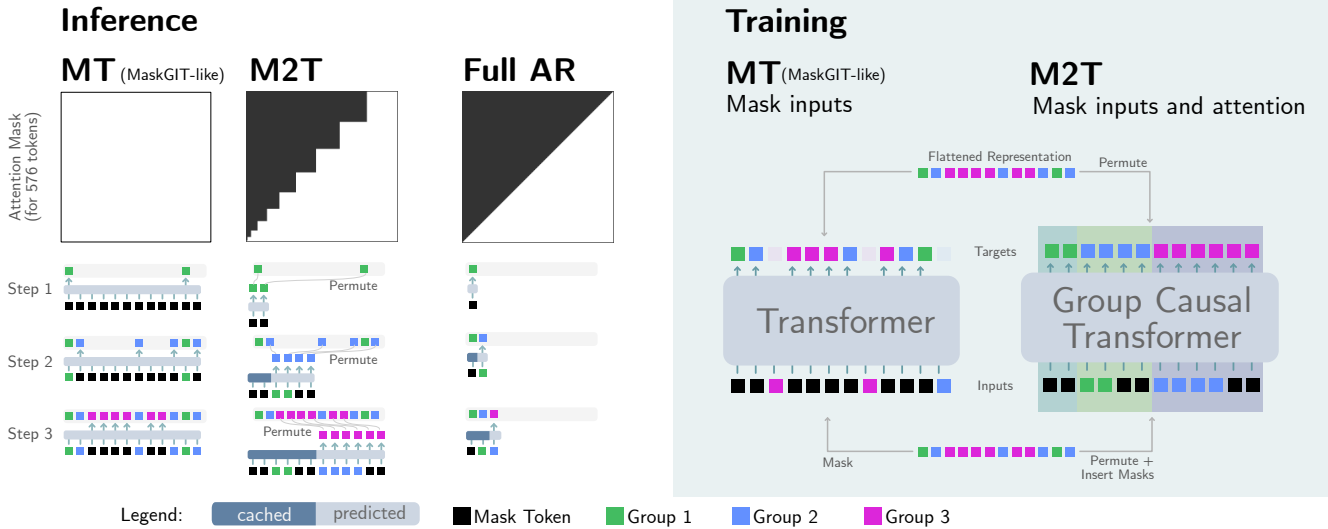 Inference
MT (MaskGIT-like)
M2T
Full AR
Attention Mask
(for 576 tokens)
Step 1
Permute
Step 2
Permute
Step 3
Permute
Training
MT (MaskGIT-like)
Mask inputs
M2T
Mask inputs and attention
Flattened Representation
Permute
Targets
Transformer
Group Causal
Transformer
Inputs
Mask
Permute +
Insert Masks
Legend:
cached
predicted
Mask Token
Group 1
Group 2
Group 3